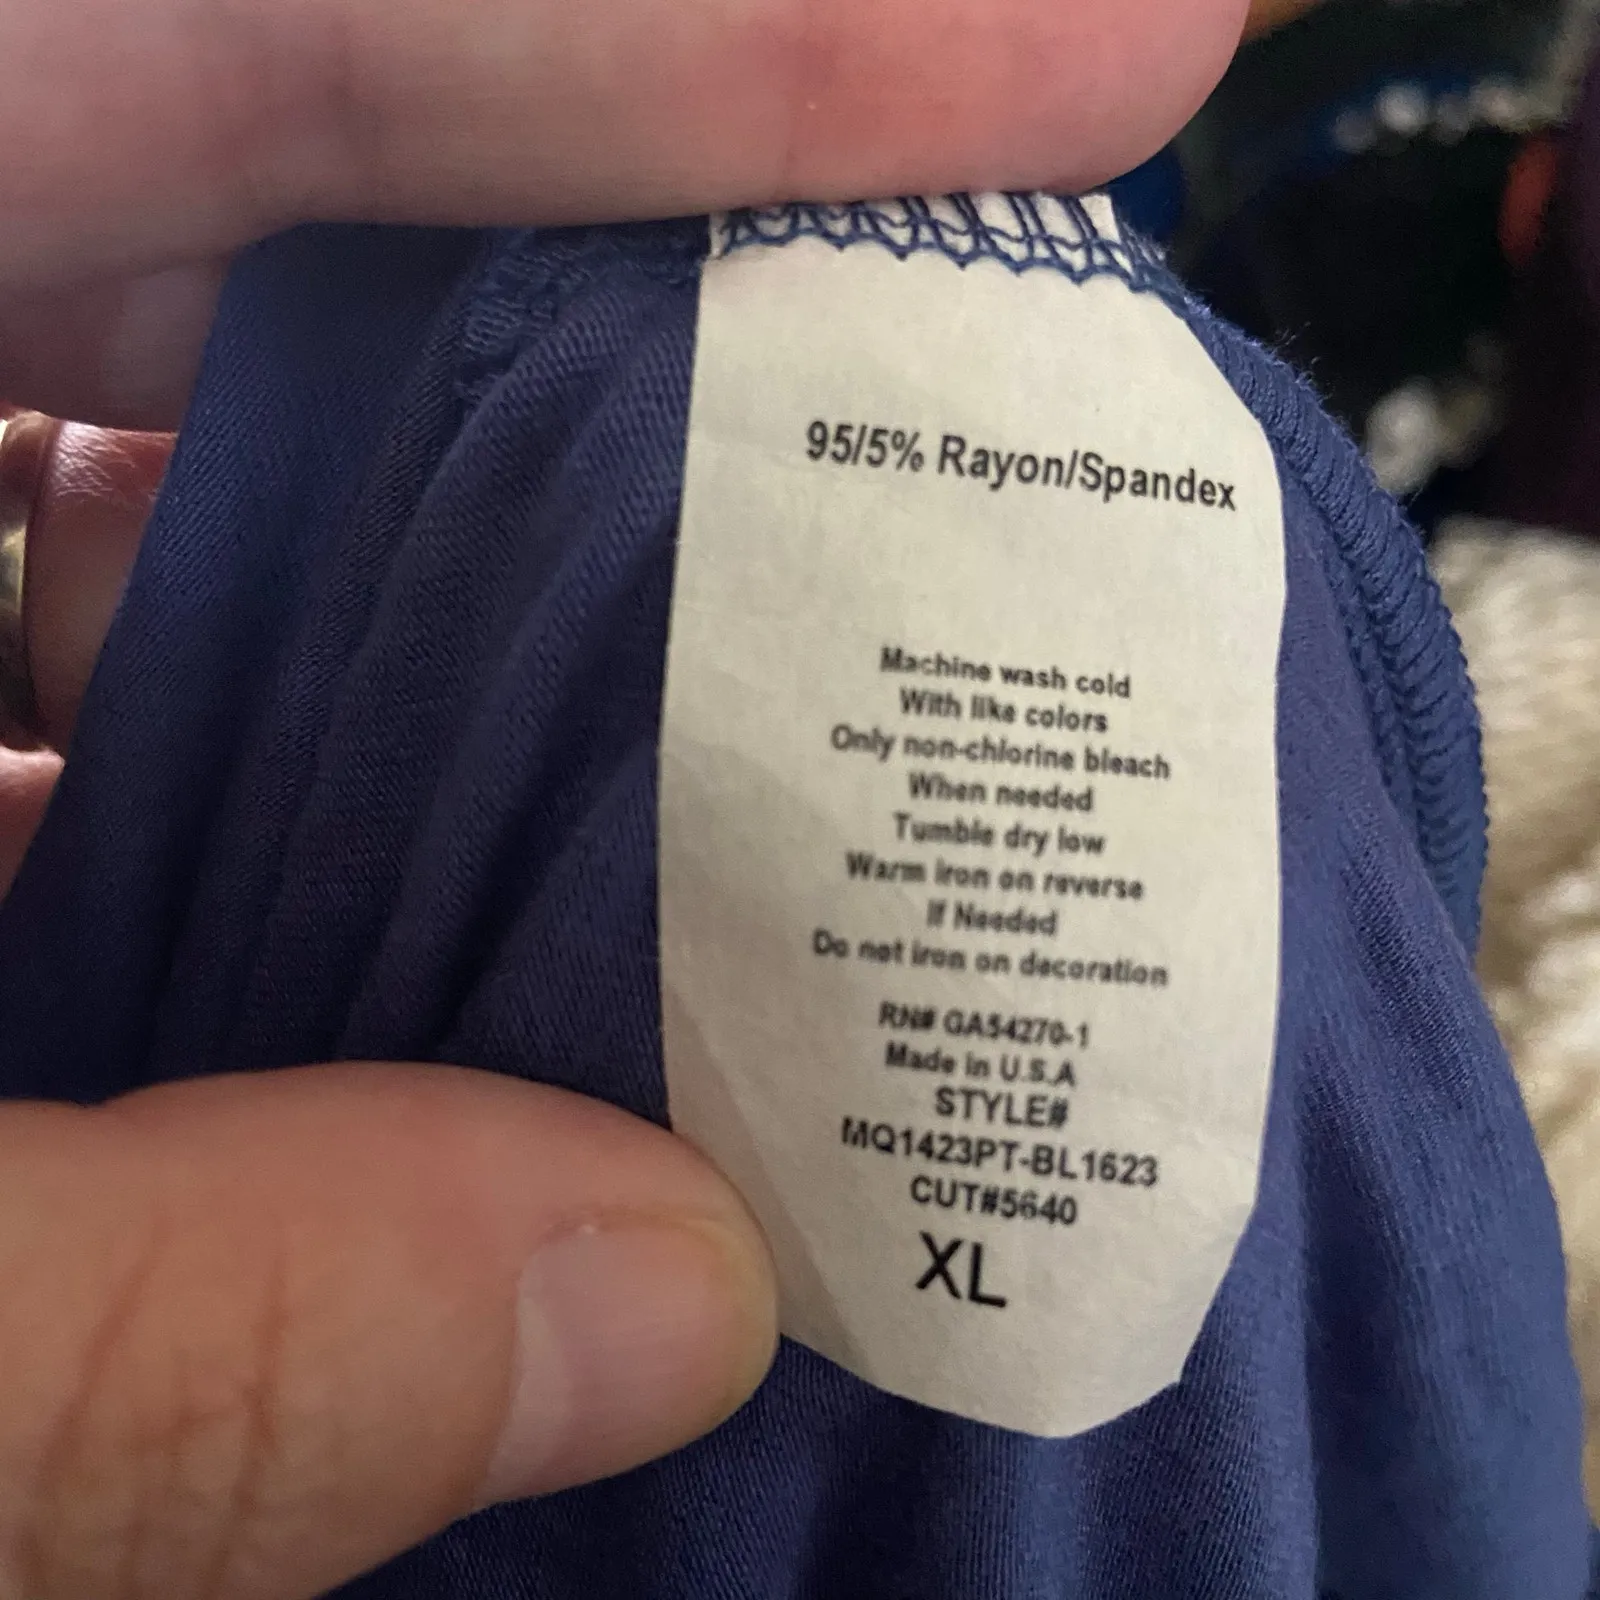 95/5% Rayon/Spandex
Machine wash cold
With like colors
Only non-chlorine bleach
When needed
Tumble dry low
Warm iron on reverse
If Needed
Do not iron on decoration
RN# GA54270-1
Made in U.S.A
STYLE#
MQ1423PT-BL1623
CUT#5640
XL